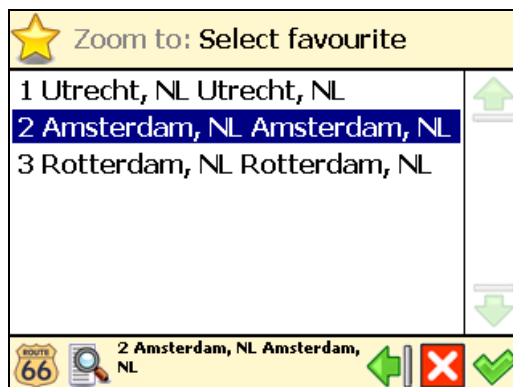 Zoom to: Select favourite
1 Utrecht, NL Utrecht, NL
2 Amsterdam, NL Amsterdam, NL
3 Rotterdam, NL Rotterdam, NL
ROUTE
66
2 Amsterdam, NL Amsterdam,
NL